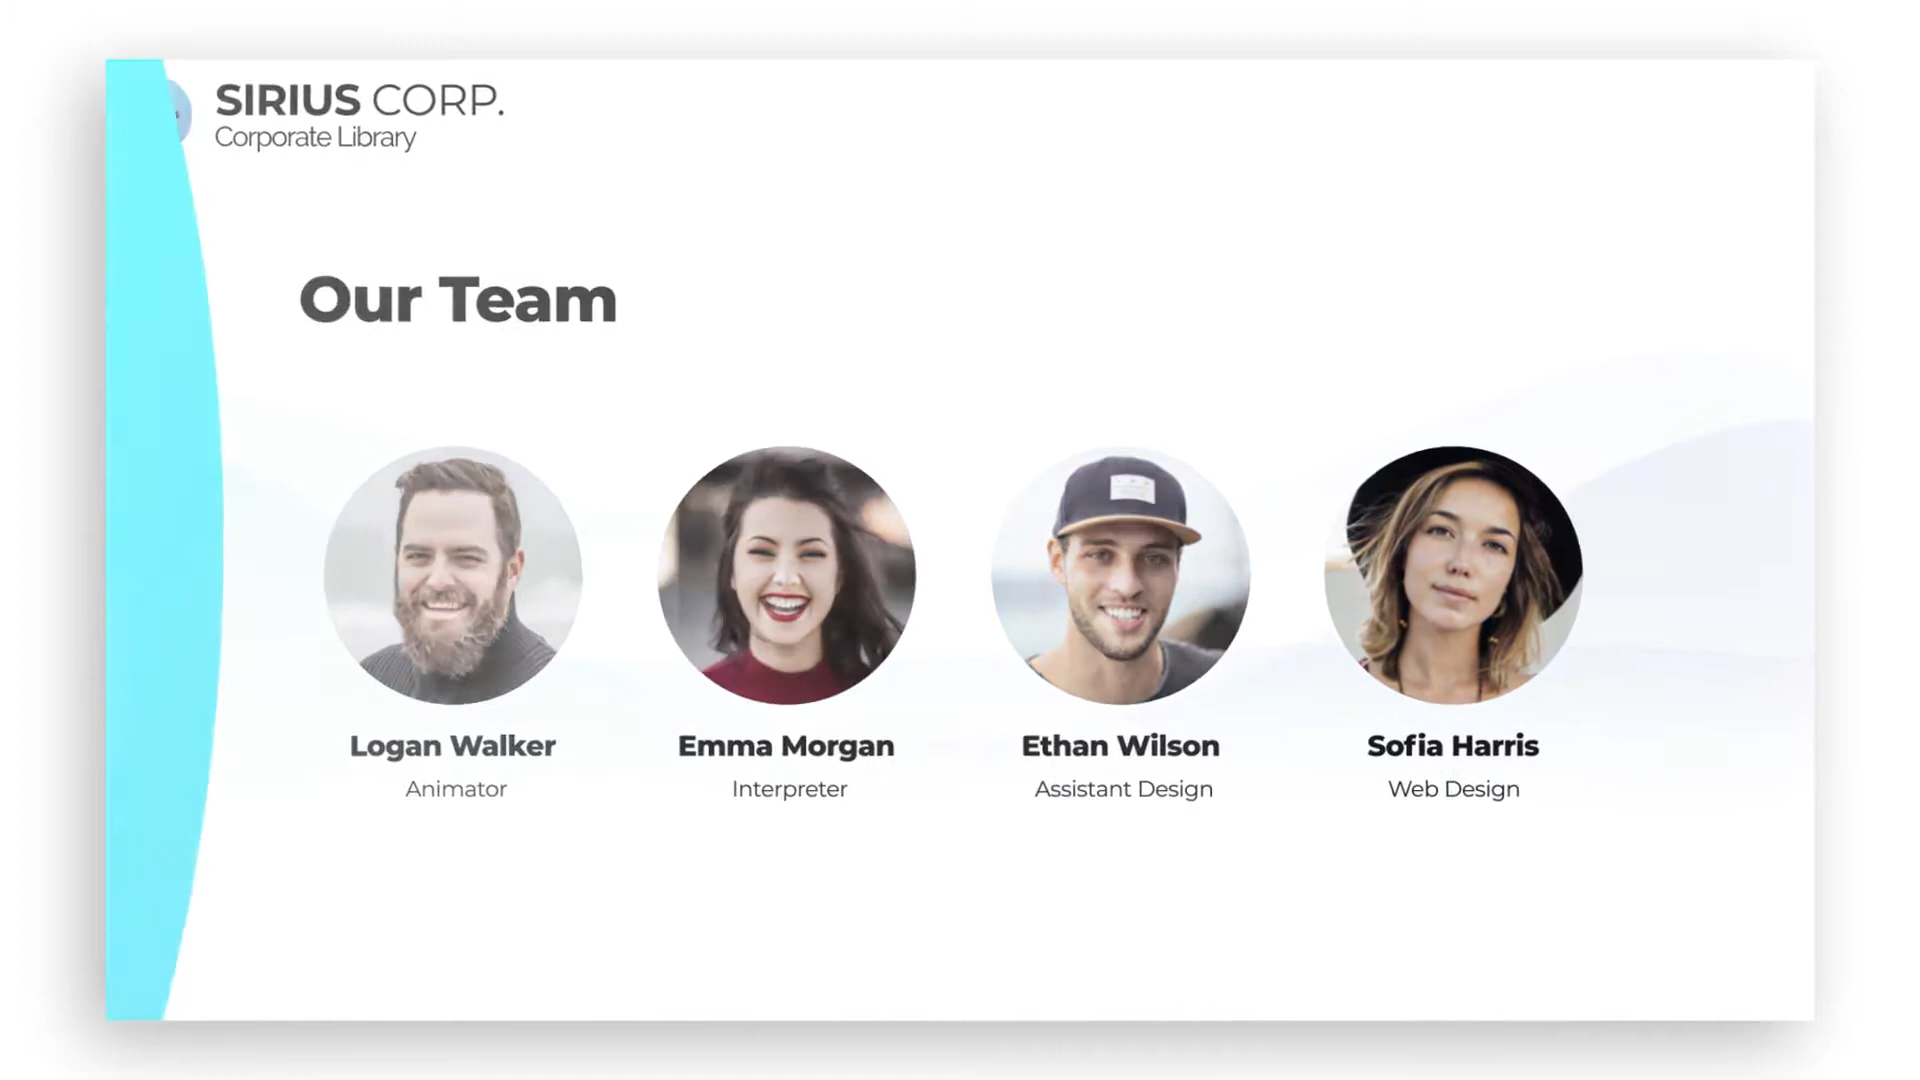 SIRIUS CORP.
Corporate Library
Our Team
Logan Walker
Animator
Emma Morgan
Interpreter
Ethan Wilson
Assistant Design
Sofia Harris
Web Design